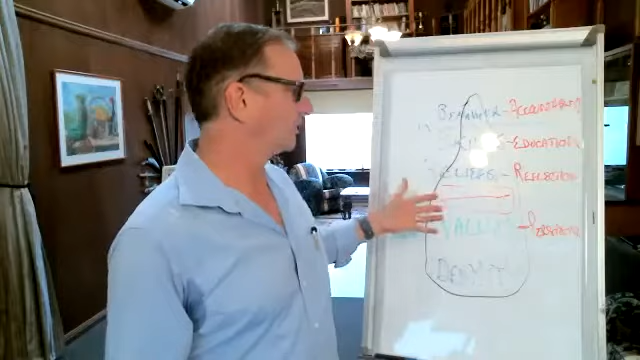 BEHAVIOUR - ACCOUNTABILITY
SKILLS - EDUCATION
BELIEFS - REFLECTION
VALUES -
IDENTITY